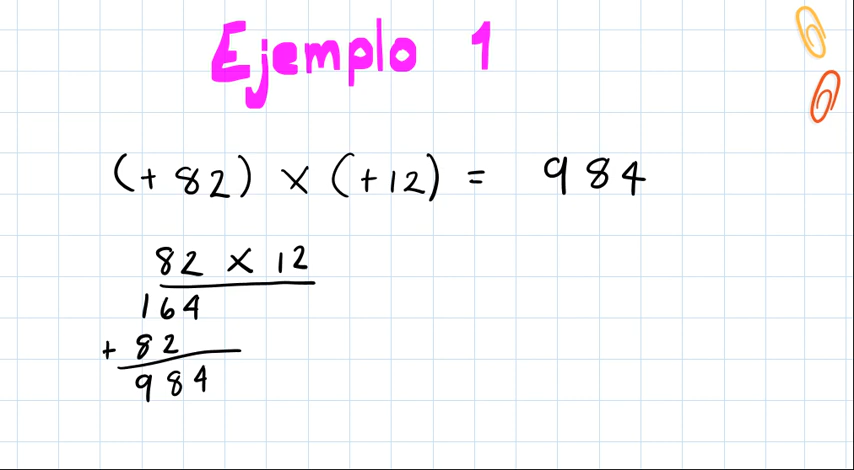 Ejemplo 1
(+ 82) × (+12) = 984
82 × 12
164
+ 82
984